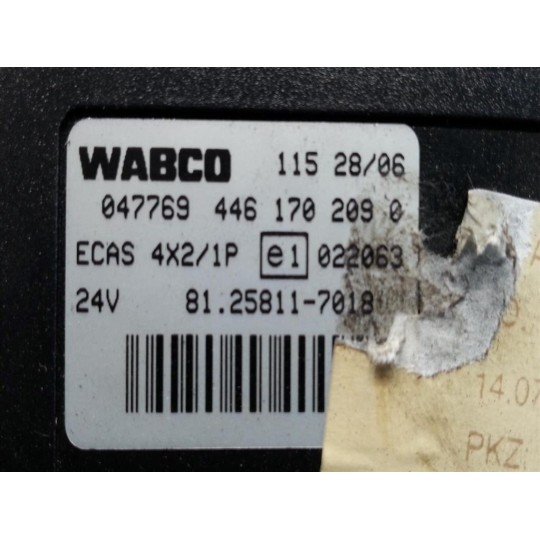 WABCO 115 28/06
047769 446 170 209 0
ECAS 4X2/1P e1 022063
24V 81.25811-7018
14.07
PKZ